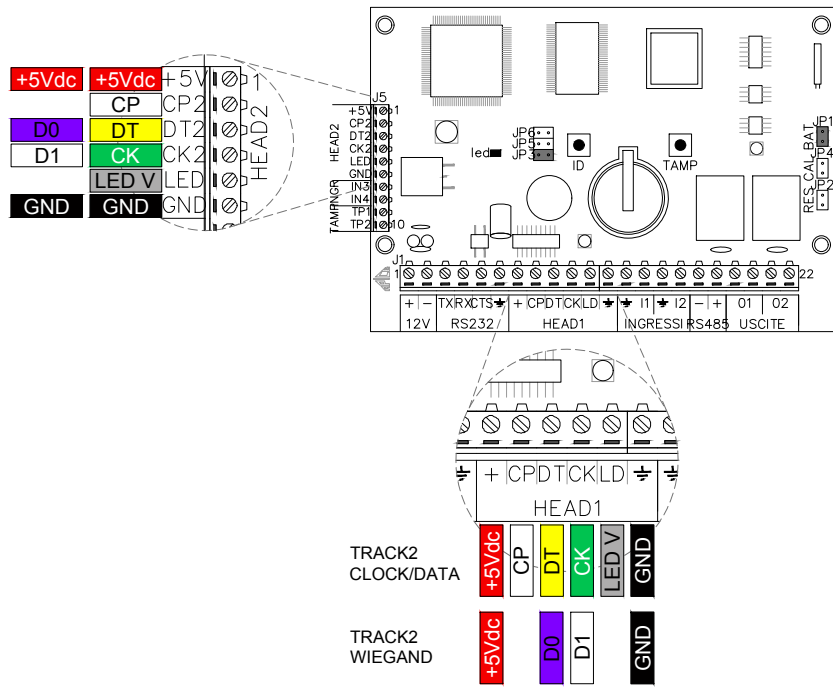 +5Vdc +5Vdc +5V 1
CP CP2
D0 DT DT2
D1 CK CK2
LED V LED
GND GND GND
HEAD2
J5
+5V 1
CP2
DT2
CK2
LED
GND
IN3
IN4
TP1
TP2 10
HEAD2
INGR
TAMP
led
JP6
JP5
JP3
ID
TAMP
JP1
JP4
JP2
BAT
CAL
RES
J1
1 22
+ - TX RX CTS + CP DT CK LD I1 I2 - + O1 O2
12V RS232 HEAD1 INGRESSI RS485 USCITE
+ CP DT CK LD
HEAD1
TRACK2
CLOCK/DATA
+5Vdc CP DT CK LED V GND
TRACK2
WIEGAND
+5Vdc D0 D1 GND